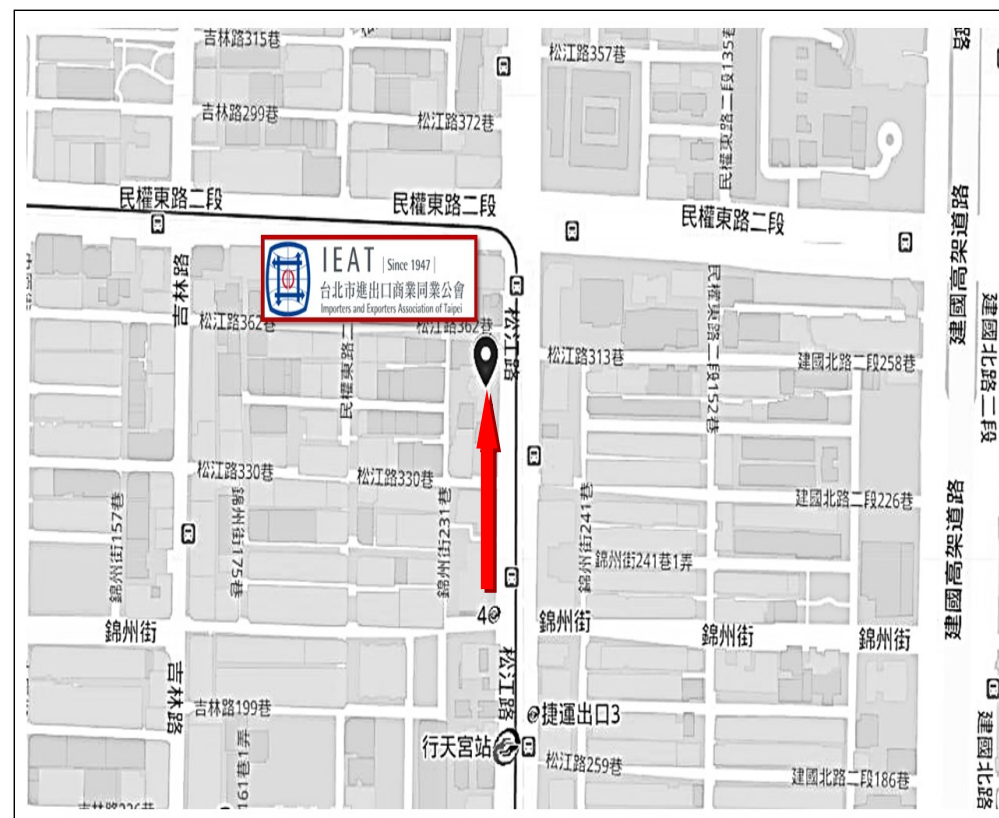 吉林路315巷
松江路357巷
民權東路二段135巷
吉林路299巷
松江路372巷
民權東路二段
民權東路二段
民權東路二段
建國高架道路
吉林路
IEAT | Since 1947 |
台北市進出口商業同業公會
Importers and Exporters Association of Taipei
松江路362巷
松江路362巷
松江路
民權東路二
松江路313巷
民權東路二段152巷
建國北路二段258巷
建國北路二段
松江路330巷
松江路330巷
錦州街157巷
錦州街157巷
錦州街231巷
錦州街241巷
建國北路二段226巷
錦州街241巷1弄
建國高架道路
4
錦州街
錦州街
錦州街
錦州街
吉林路
松江路
吉林路199巷
捷運出口3
行天宮站
松江路259巷
161巷1弄
建國北路二段186巷
建國北路